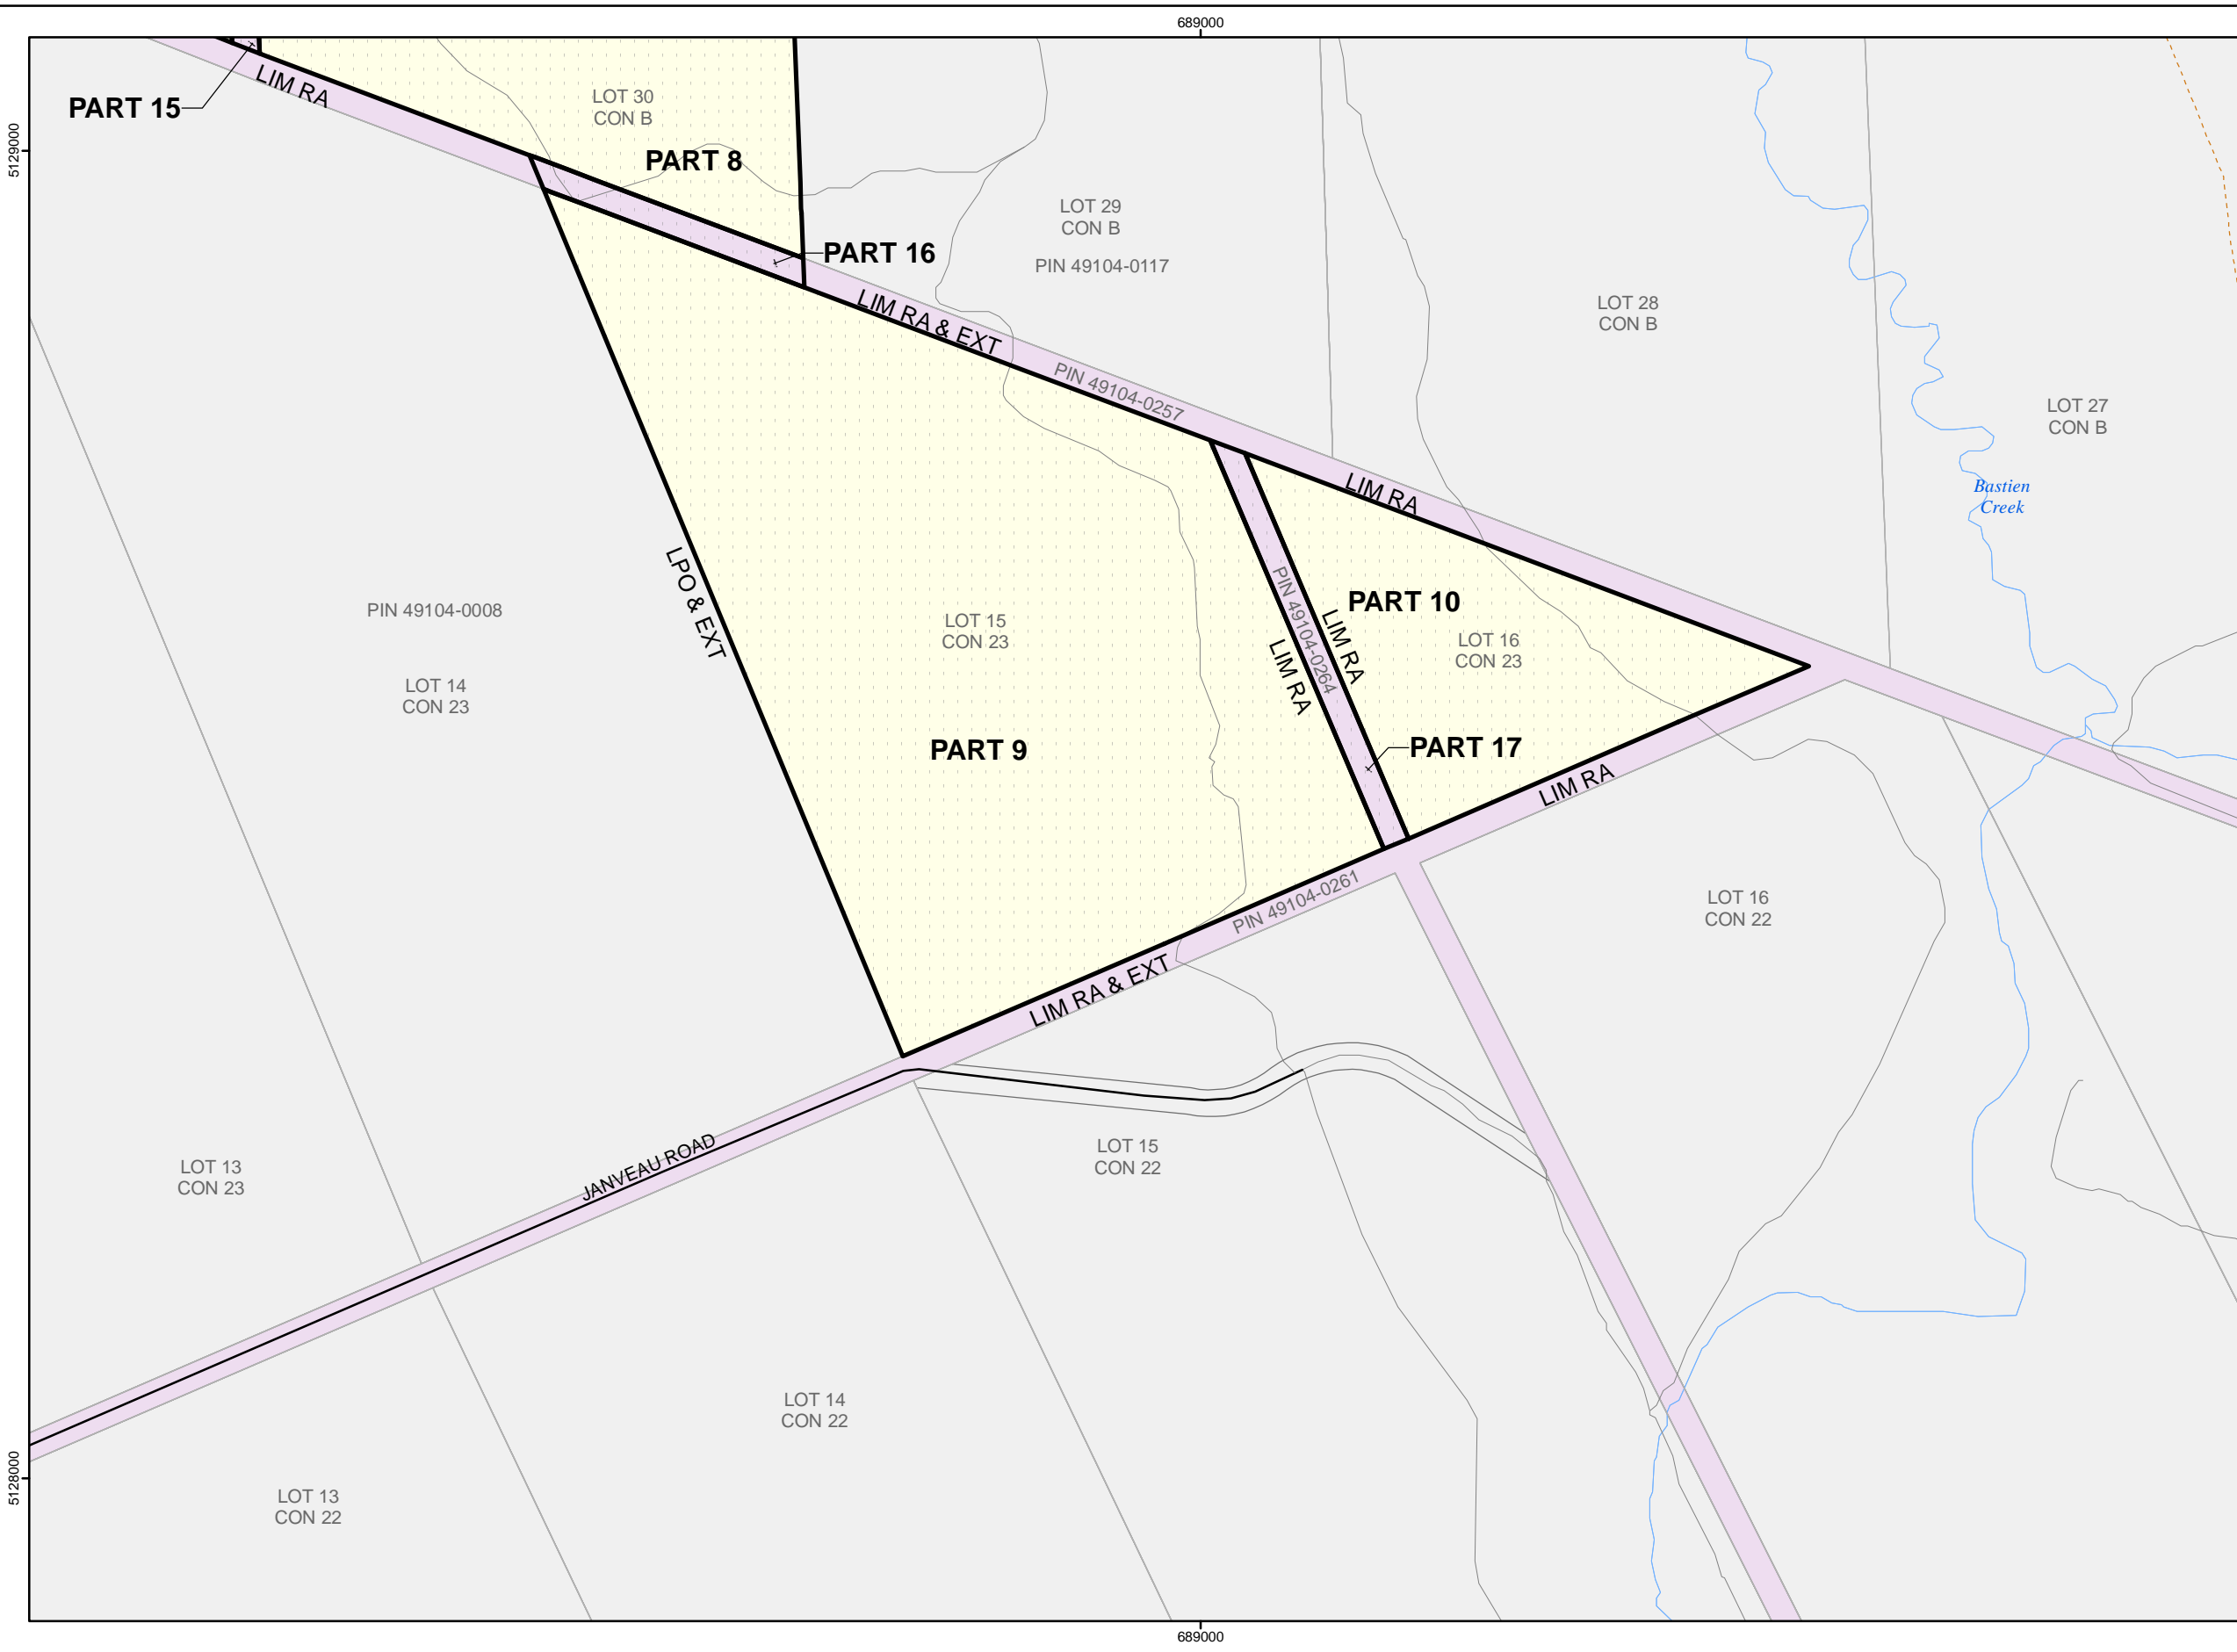 689000
LIM RA
PART 15
LOT 30
CON B
5129000
PART 8
LOT 29
CON B
PART 16
PIN 49104-0117
LIM RA & EXT
LOT 28
CON B
PIN 49104-0257
LOT 27
CON B
LIM RA
Bastien
Creek
LPO & EXT
PIN 49104-0008
LOT 15
CON 23
PIN 49104-0264
PART 10
LIM RA
LIM RA
LOT 16
CON 23
LOT 14
CON 23
PART 9
PART 17
LIM RA
PIN 49104-0261
LOT 16
CON 22
LIM RA & EXT
JANVEAU ROAD
LOT 15
CON 22
LOT 13
CON 23
LOT 14
CON 22
5128000
LOT 13
CON 22
689000